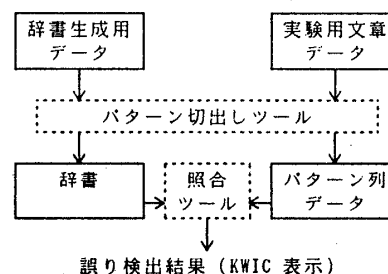 辞書生成用
データ
実験用文章
データ
パターン切出しツール
辞書
照合
ツール
パターン列
データ
誤り検出結果 (KWIC 表示)